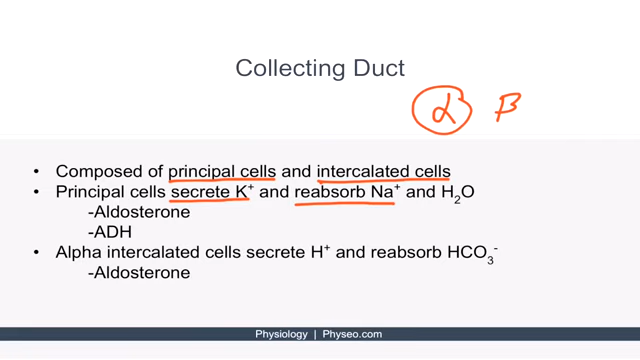 Collecting Duct
α β
• Composed of principal cells and intercalated cells
• Principal cells secrete K⁺ and reabsorb Na⁺ and H₂O
-Aldosterone
-ADH
• Alpha intercalated cells secrete H⁺ and reabsorb HCO₃⁻
-Aldosterone
Physiology | Physeo.com